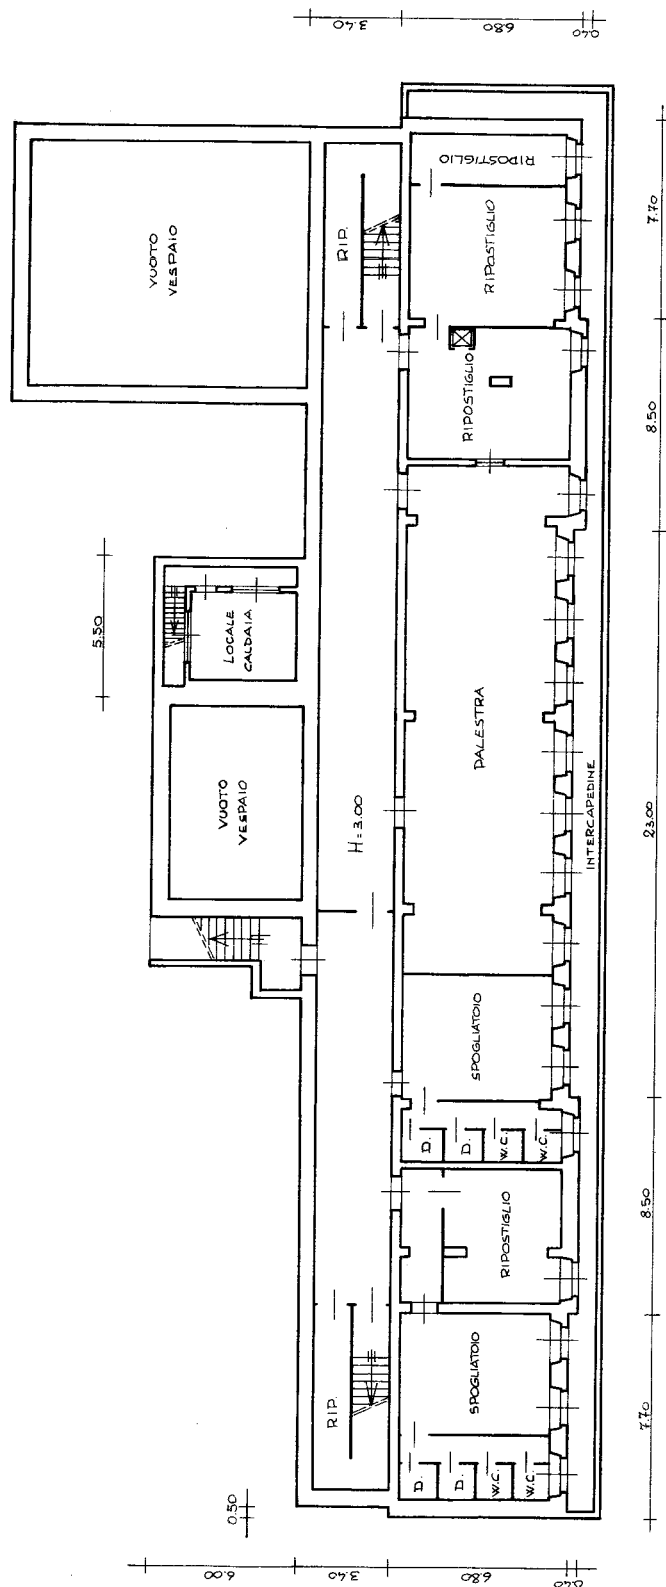 3.40
6.80
0.40
7.70
8.50
23.00
8.50
7.70
VUOTO
VESPAIO
RIP.
RIPOSTIGLIO
RIPOSTIGLIO
RIPOSTIGLIO
5.50
LOCALE
CALDAIA
VUOTO
VESPAIO
H=3.00
PALESTRA
INTERCAPEDINE
SPOGLIATOIO
D.
D.
W.C.
W.C.
RIPOSTIGLIO
RIP.
SPOGLIATOIO
D.
D.
W.C.
W.C.
0.50
6.00
3.40
6.80
0.40